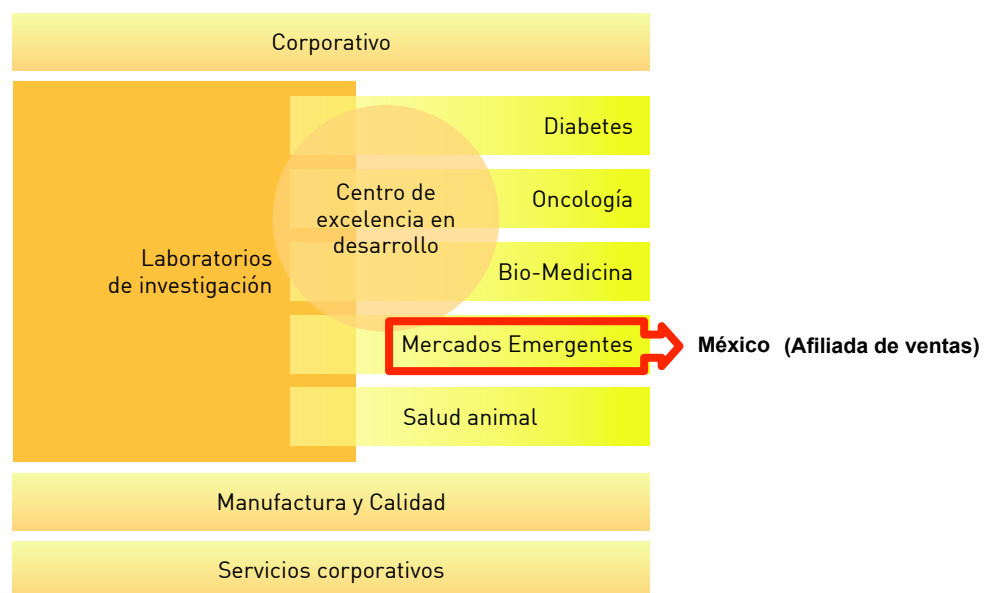 Corporativo
Diabetes
Oncología
Centro de
excelencia en
desarrollo
Bio-Medicina
Laboratorios
de investigación
Mercados Emergentes
México (Afiliada de ventas)
Salud animal
Manufactura y Calidad
Servicios corporativos